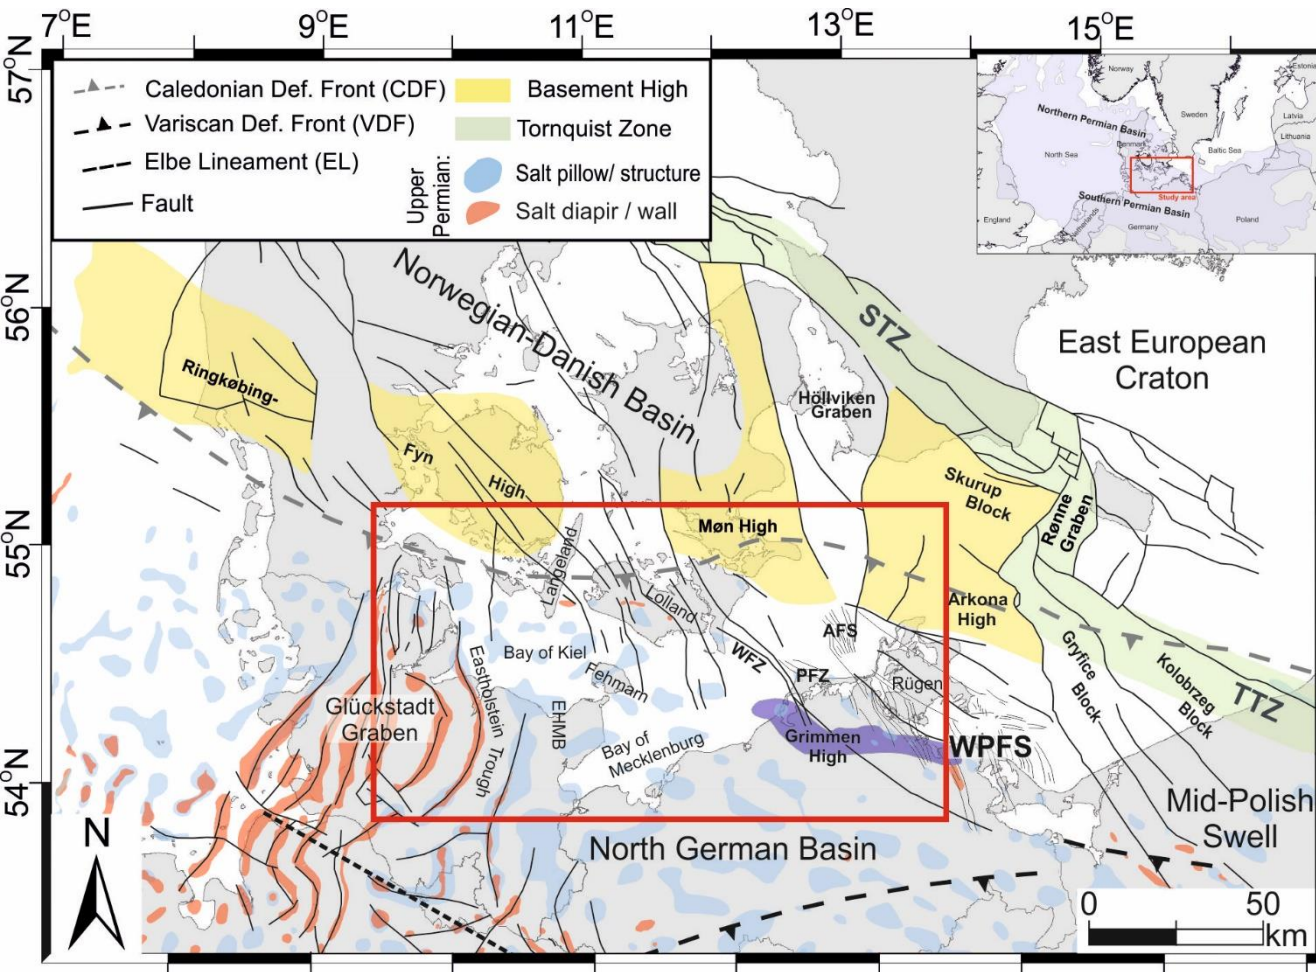 7°E 9°E 11°E 13°E 15°E
57°N
56°N
55°N
54°N
Caledonian Def. Front (CDF)
Variscan Def. Front (VDF)
Elbe Lineament (EL)
Fault
Basement High
Tornquist Zone
Upper
Permian:
Salt pillow/ structure
Salt diapir / wall
Norway
Sweden
Estonia
Latvia
Lithuania
Northern Permian Basin
North Sea
Denmark
Baltic Sea
Study area
Southern Permian Basin
England
Netherlands
Germany
Poland
Norwegian-Danish Basin
STZ
East European
Craton
Ringkøbing-
Fyn
High
Höllviken
Graben
Skurup
Block
Rønne
Graben
Møn High
Langeland
Lolland
Arkona
High
AFS
WFZ
PFZ
Rügen
Bay of Kiel
Fehmarn
Glückstadt
Graben
Eastholstein Trough
EHMB
Bay of
Mecklenburg
Grimmen
High
WPFS
Gryfice
Block
Kolobrzeg
Block
TTZ
Mid-Polish
Swell
North German Basin
N
0 50
km